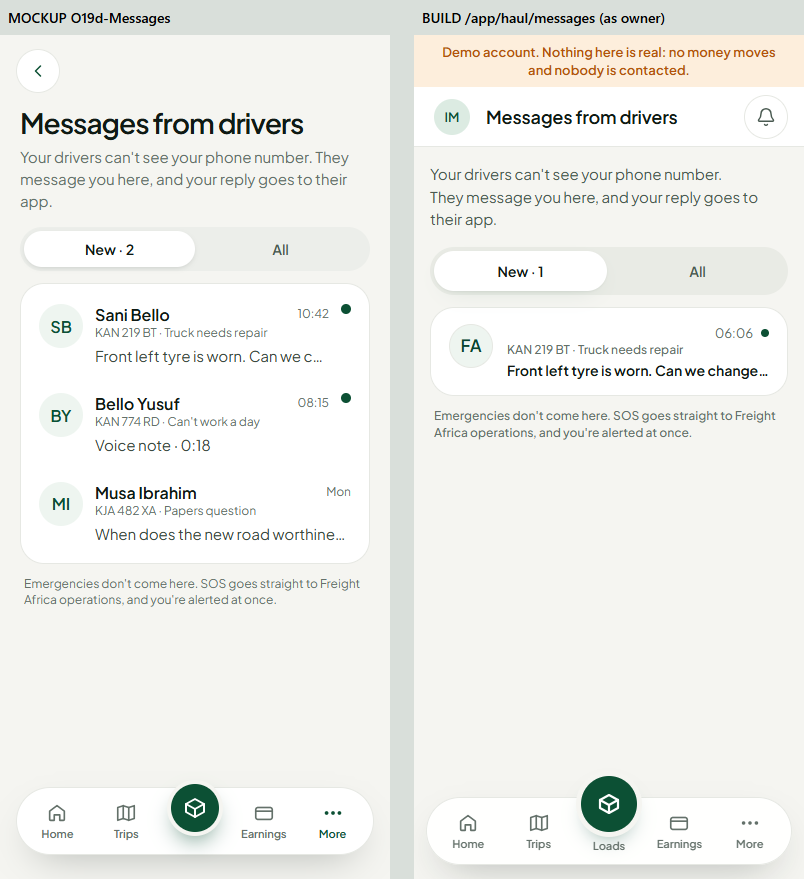 MOCKUP O19d-Messages
Messages from drivers
Your drivers can't see your phone number. They
message you here, and your reply goes to their
app.
New · 2
All
SB
Sani Bello
10:42
KAN 219 BT · Truck needs repair
Front left tyre is worn. Can we c...
BY
Bello Yusuf
08:15
KAN 774 RD · Can't work a day
Voice note · 0:18
MI
Musa Ibrahim
Mon
KJA 482 XA · Papers question
When does the new road worthine...
Emergencies don't come here. SOS goes straight to Freight
Africa operations, and you're alerted at once.
Home
Trips
Earnings
More
BUILD /app/haul/messages (as owner)
Demo account. Nothing here is real: no money moves
and nobody is contacted.
IM
Messages from drivers
Your drivers can't see your phone number.
They message you here, and your reply goes to
their app.
New · 1
All
FA
06:06
KAN 219 BT · Truck needs repair
Front left tyre is worn. Can we change...
Emergencies don't come here. SOS goes straight to Freight
Africa operations, and you're alerted at once.
Home
Trips
Loads
Earnings
More